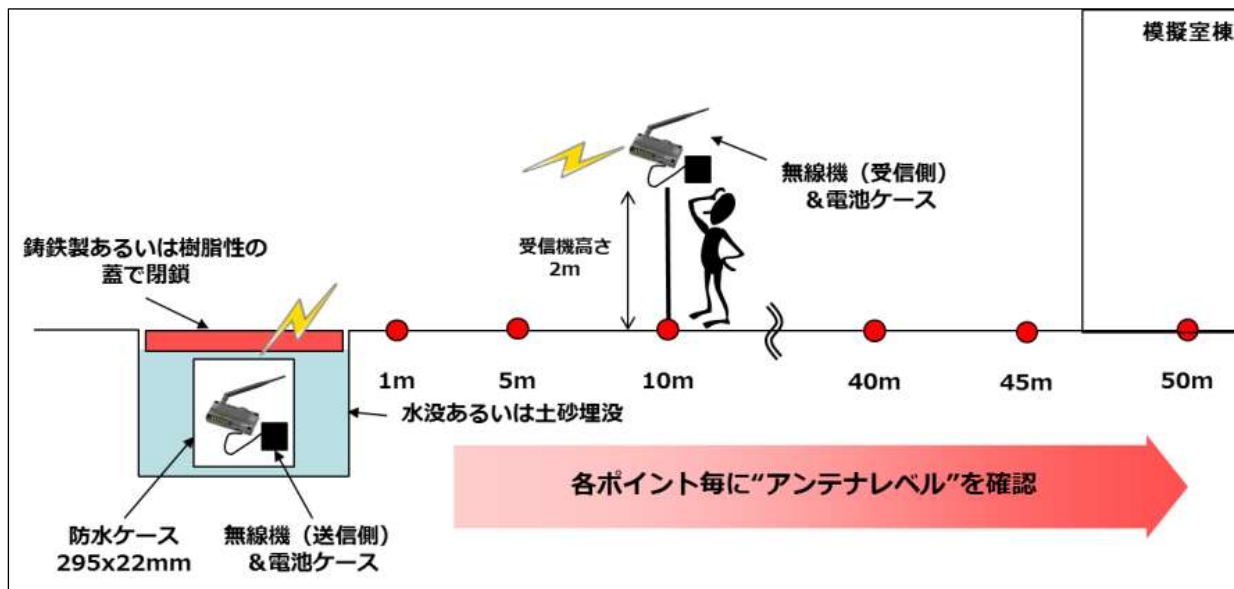 模擬室棟
無線機（受信側）
＆電池ケース
受信機高さ
2m
鋳鉄製あるいは樹脂性の
蓋で閉鎖
1m
5m
10m
40m
45m
50m
水没あるいは土砂埋没
各ポイント毎に“アンテナレベル”を確認
防水ケース
295x22mm
無線機（送信側）
＆電池ケース